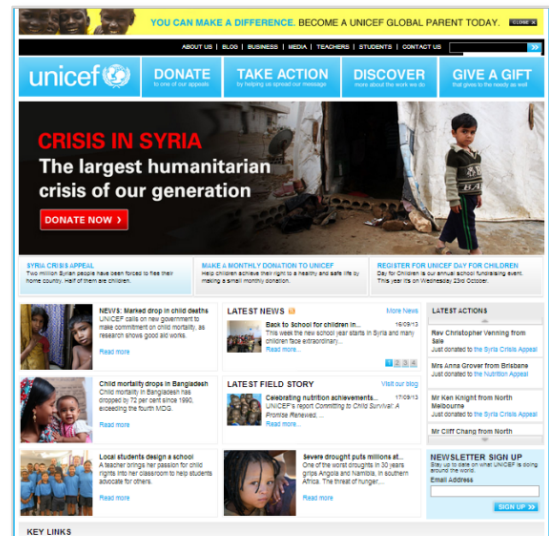 YOU CAN MAKE A DIFFERENCE. BECOME A UNICEF GLOBAL PARENT TODAY. CLOSE X
ABOUT US | BLOG | BUSINESS | MEDIA | TEACHERS | STUDENTS | CONTACT US
unicef
DONATE
to one of our appeals
TAKE ACTION
by helping us spread our message
DISCOVER
more about the work we do
GIVE A GIFT
that gives to the needy as well
CRISIS IN SYRIA
The largest humanitarian
crisis of our generation
DONATE NOW
SYRIA CRISIS APPEAL
Two million Syrian people have been forced to flee their
home country. Half of them are children.
MAKE A MONTHLY DONATION TO UNICEF
Help children achieve their right to a healthy and safe life by
making a small monthly donation.
REGISTER FOR UNICEF DAY FOR CHILDREN
Day for Children is our annual school fundraising event.
This year it's on Wednesday 23rd October.
NEWS: Marked drop in child deaths
UNICEF calls on new government to
make commitment on child mortality, as
research shows good aid works.
Read more
Child mortality drops in Bangladesh
Child mortality in Bangladesh has
dropped by 72 per cent since 1990,
exceeding the fourth MDG.
Read more
Local students design a school
A teacher brings her passion for child
rights into her classroom to help students
advocate for others.
Read more
LATEST NEWS More News
Back to School for children in... 16/09/13
This week the new school year starts in Syria and many
children face extraordinary...
Read more...
1 2 3 4
LATEST FIELD STORY Visit our blog
Celebrating nutrition achievements... 17/09/13
UNICEF's report Committing to Child Survival: A
Promise Renewed, ...
Read more...
Severe drought puts millions at...
One of the worst droughts in 30 years
grips Angola and Namibia, in southern
Africa. The threat of hunger,...
Read more
LATEST ACTIONS
Rev Christopher Venning from
Sale
Just donated to the Syria Crisis Appeal
Mrs Anna Grover from Brisbane
Just donated to the Nutrition Appeal
Mr Ken Knight from North
Melbourne
Just donated to the Syria Crisis Appeal
Mr Cliff Chang from North
NEWSLETTER SIGN UP
Stay up to date on what UNICEF is doing
around the world.
Email Address
SIGN UP
KEY LINKS